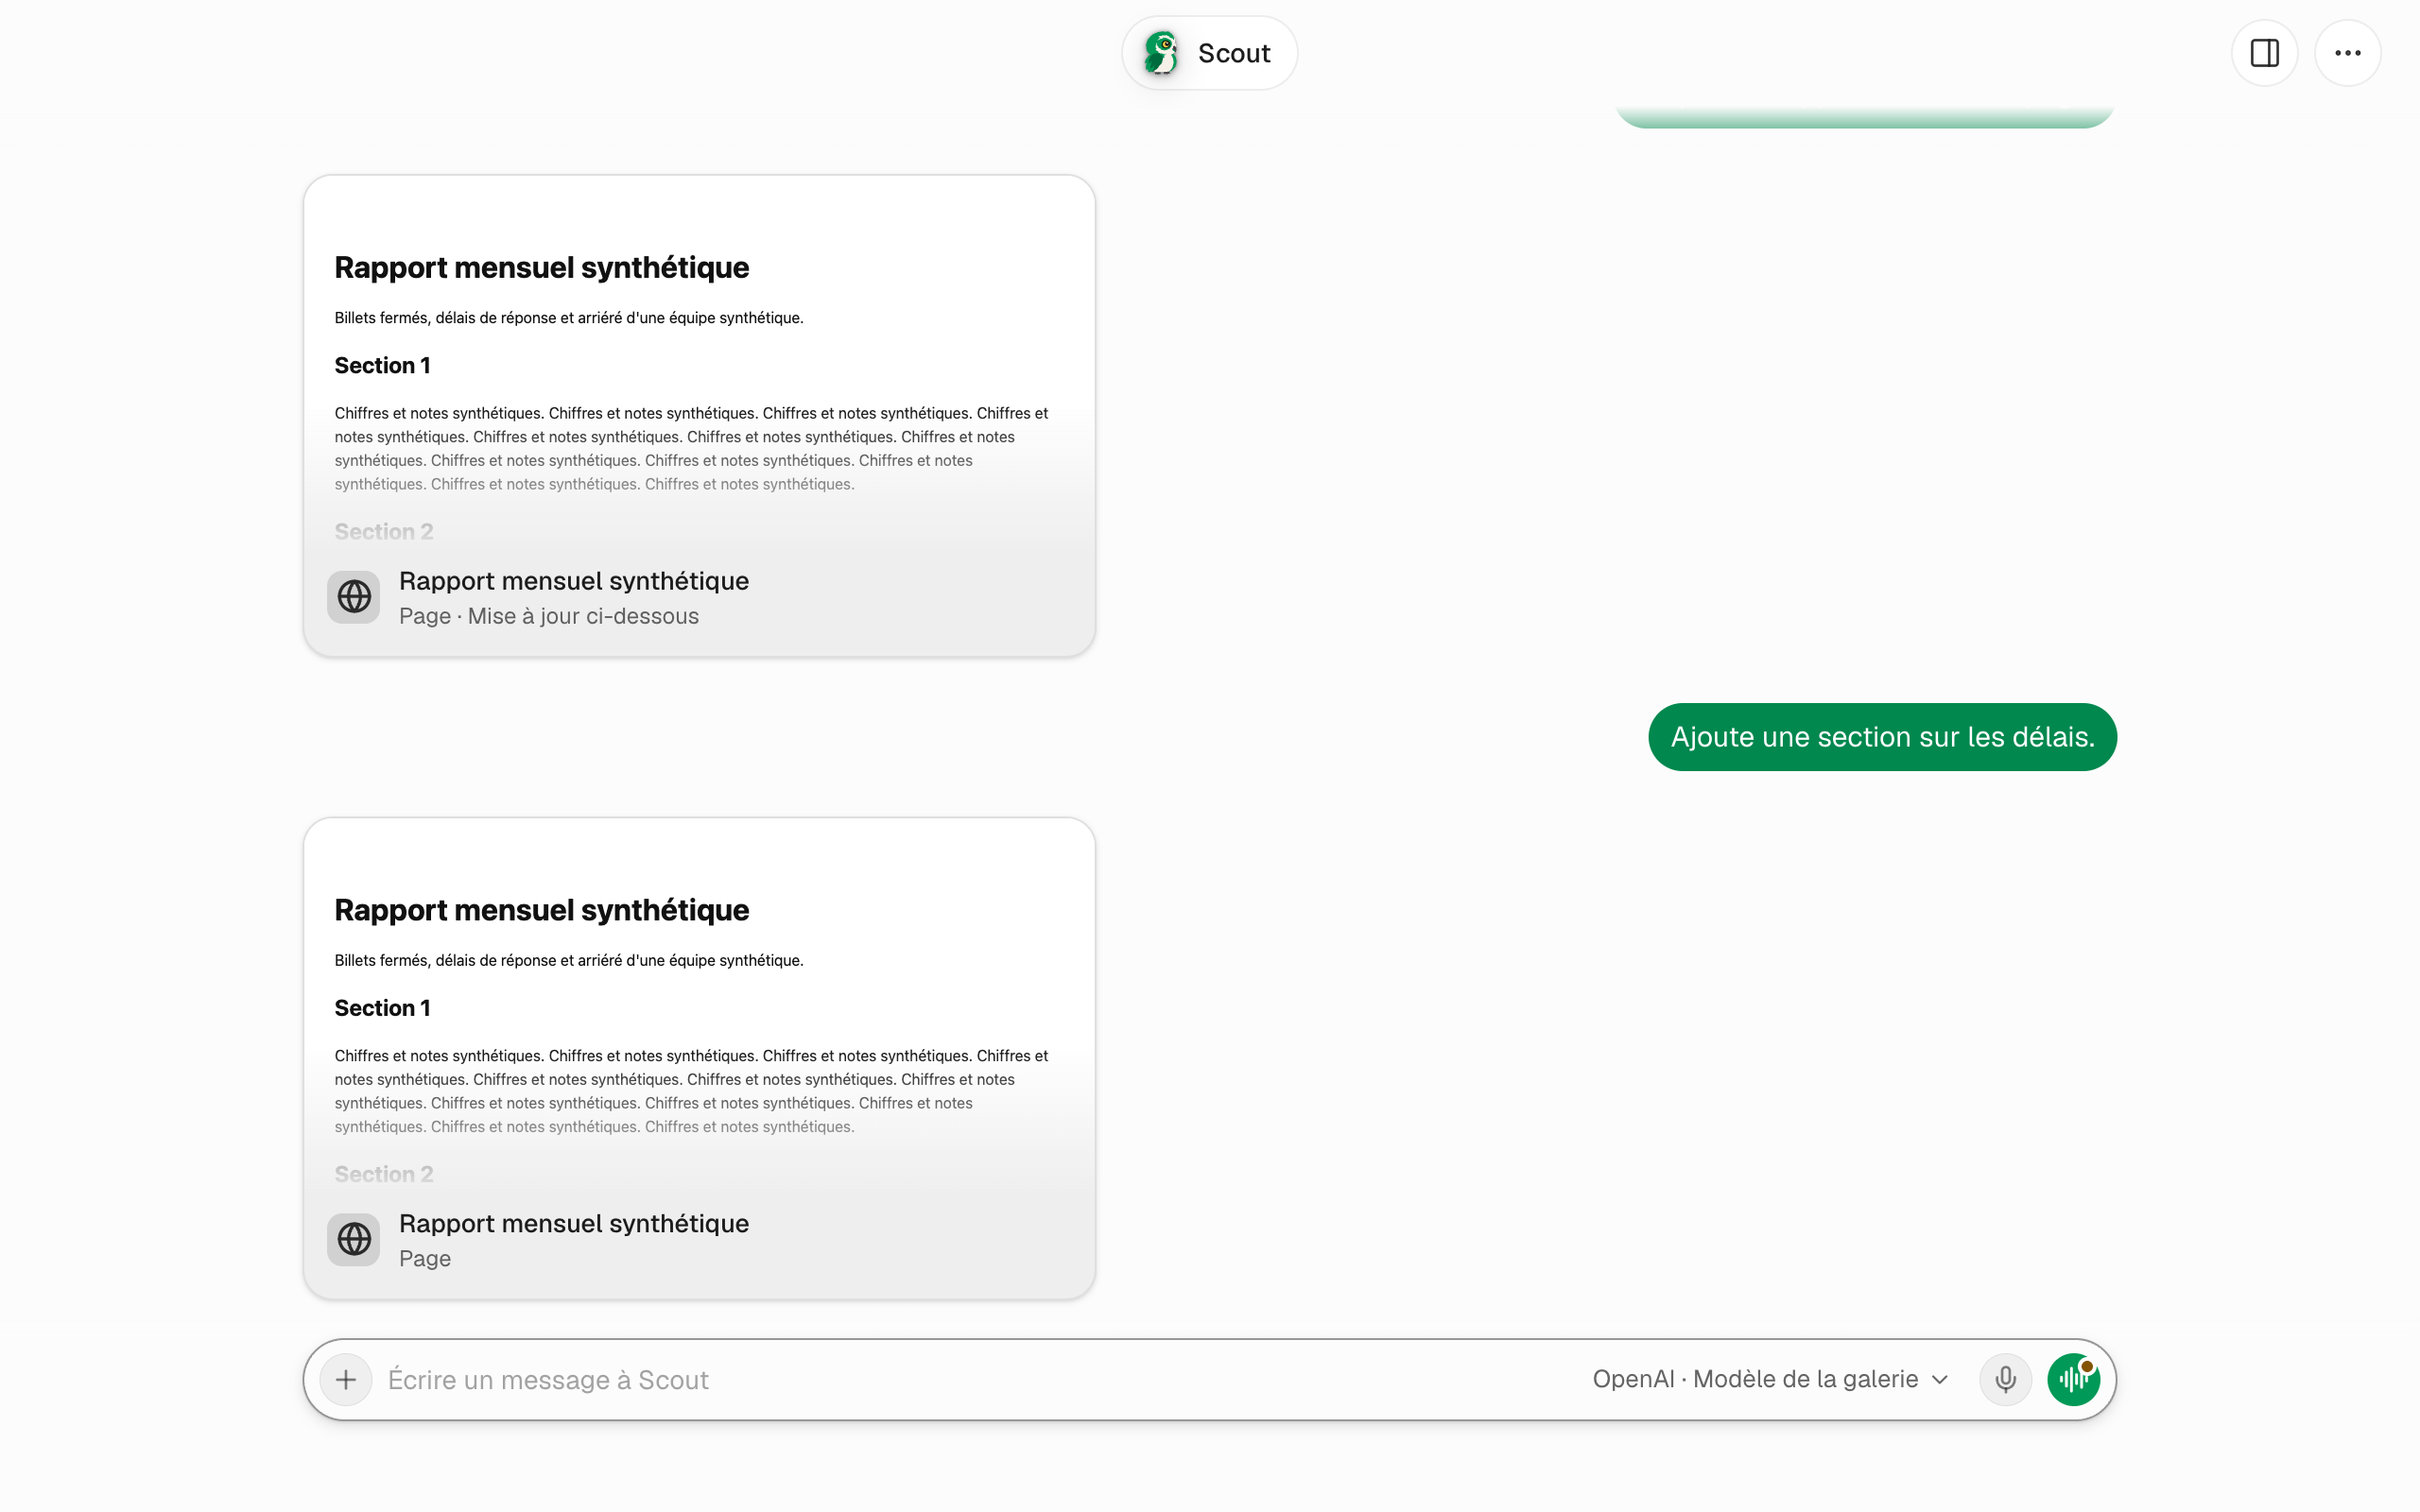 Scout
Rapport mensuel synthétique
Billets fermés, délais de réponse et arriéré d'une équipe synthétique.
Section 1
Chiffres et notes synthétiques. Chiffres et notes synthétiques. Chiffres et notes synthétiques. Chiffres et
notes synthétiques. Chiffres et notes synthétiques. Chiffres et notes synthétiques. Chiffres et notes
synthétiques. Chiffres et notes synthétiques. Chiffres et notes synthétiques. Chiffres et notes
synthétiques. Chiffres et notes synthétiques. Chiffres et notes synthétiques.
Section 2
Rapport mensuel synthétique
Page · Mise à jour ci-dessous
Ajoute une section sur les délais.
Rapport mensuel synthétique
Billets fermés, délais de réponse et arriéré d'une équipe synthétique.
Section 1
Chiffres et notes synthétiques. Chiffres et notes synthétiques. Chiffres et notes synthétiques. Chiffres et
notes synthétiques. Chiffres et notes synthétiques. Chiffres et notes synthétiques. Chiffres et notes
synthétiques. Chiffres et notes synthétiques. Chiffres et notes synthétiques. Chiffres et notes
synthétiques. Chiffres et notes synthétiques. Chiffres et notes synthétiques.
Section 2
Rapport mensuel synthétique
Page
Écrire un message à Scout
OpenAI · Modèle de la galerie